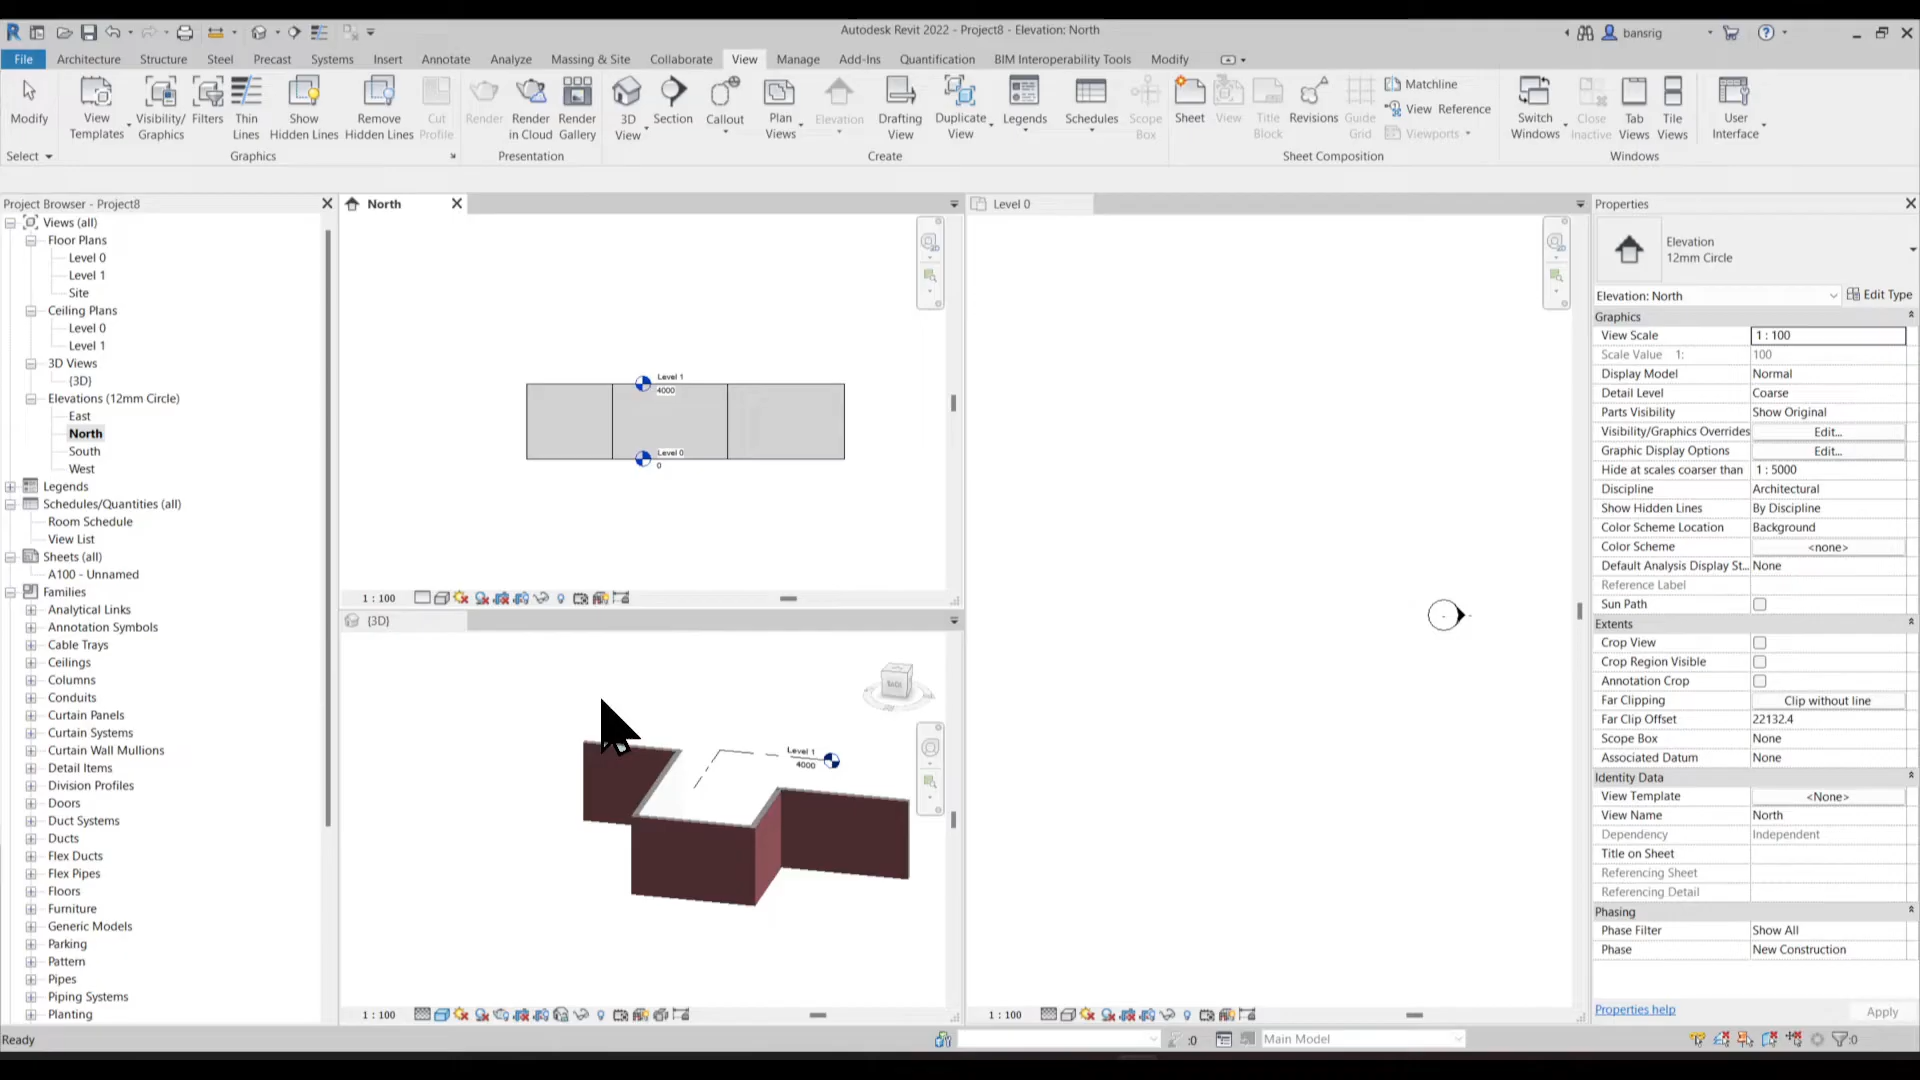 Autodesk Revit 2022 - Project8 - Elevation: North
bansrig
File Architecture Structure Steel Precast Systems Insert Annotate Analyze Massing & Site Collaborate View Manage Add-Ins Quantification BIM Interoperability Tools Modify
Modify
View Templates
Visibility/ Graphics
Filters
Thin Lines
Show Hidden Lines
Remove Hidden Lines
Cut Profile
Render
Render in Cloud
Render Gallery
3D View
Section
Callout
Plan Views
Elevation
Drafting View
Duplicate View
Legends
Schedules
Scope Box
Sheet
View
Title Block
Revisions
Guide Grid
Matchline
View Reference
Viewports
Switch Windows
Close Inactive
Tab Views
Tile Views
User Interface
Select Graphics Presentation Create Sheet Composition Windows
Project Browser - Project8
Views (all)
Floor Plans
Level 0
Level 1
Site
Ceiling Plans
Level 0
Level 1
3D Views
{3D}
Elevations (12mm Circle)
East
North
South
West
Legends
Schedules/Quantities (all)
Room Schedule
View List
Sheets (all)
A100 - Unnamed
Families
Analytical Links
Annotation Symbols
Cable Trays
Ceilings
Columns
Conduits
Curtain Panels
Curtain Systems
Curtain Wall Mullions
Detail Items
Division Profiles
Doors
Duct Systems
Ducts
Flex Ducts
Flex Pipes
Floors
Furniture
Generic Models
Parking
Pattern
Pipes
Piping Systems
Planting
North
Level 1
4000
Level 0
0
1 : 100
{3D}
BACK
Level 1
4000
1 : 100
Level 0
1 : 100
Properties
Elevation
12mm Circle
Elevation: North Edit Type
Graphics
View Scale 1 : 100
Scale Value 1: 100
Display Model Normal
Detail Level Coarse
Parts Visibility Show Original
Visibility/Graphics Overrides Edit...
Graphic Display Options Edit...
Hide at scales coarser than 1 : 5000
Discipline Architectural
Show Hidden Lines By Discipline
Color Scheme Location Background
Color Scheme <none>
Default Analysis Display St... None
Reference Label
Sun Path
Extents
Crop View
Crop Region Visible
Annotation Crop
Far Clipping Clip without line
Far Clip Offset 22132.4
Scope Box None
Associated Datum None
Identity Data
View Template <None>
View Name North
Dependency Independent
Title on Sheet
Referencing Sheet
Referencing Detail
Phasing
Phase Filter Show All
Phase New Construction
Properties help Apply
Ready
:0
Main Model
:0